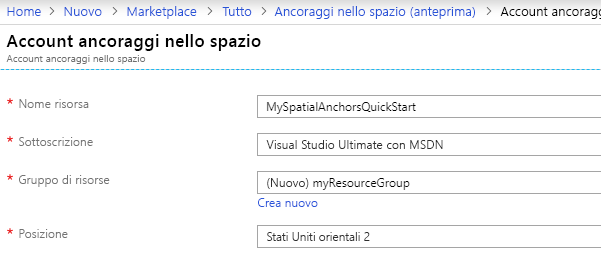 Home > Nuovo > Marketplace > Tutto > Ancoraggi nello spazio (anteprima) > Account ancoragg
Account ancoraggi nello spazio
Account ancoraggi nello spazio
* Nome risorsa MySpatialAnchorsQuickStart
* Sottoscrizione Visual Studio Ultimate con MSDN
* Gruppo di risorse (Nuovo) myResourceGroup
Crea nuovo
* Posizione Stati Uniti orientali 2